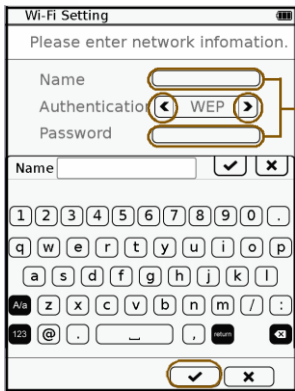 Wi-Fi Setting
Please enter network infomation.
Name
Authentication < WEP >
Password
Name
1 2 3 4 5 6 7 8 9 0 .
q w e r t y u i o p
a s d f g h j k l
A/a z x c v b n m / :
123 @ . , return